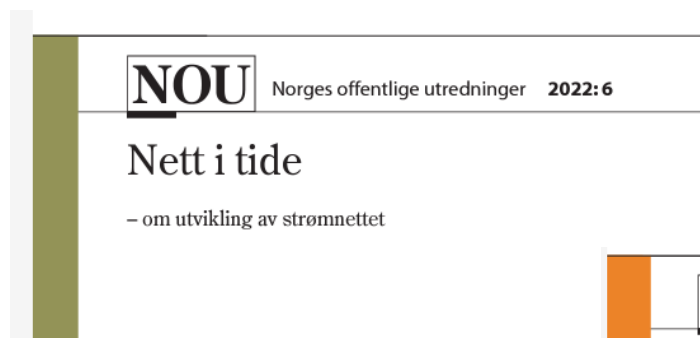 NOU Norges offentlige utredninger 2022: 6
Nett i tide
– om utvikling av strømnettet